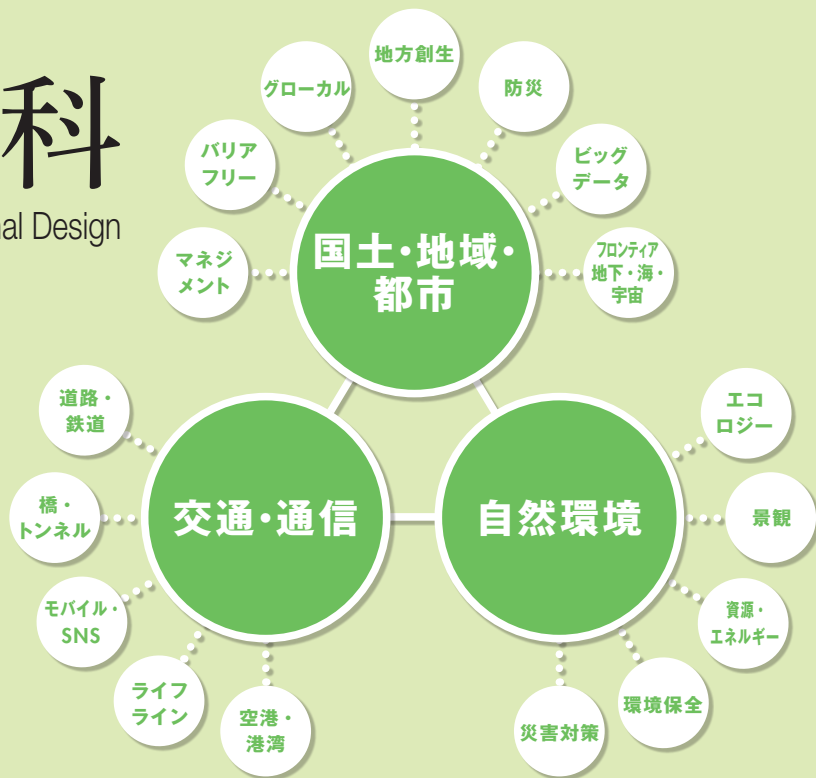 科
nal Design
地方創生
グローカル
防災
バリア
フリー
ビッグ
データ
マネジ
メント
国土・地域・
都市
フロンティア
地下・海・
宇宙
道路・
鉄道
橋・
トンネル
モバイル・
SNS
ライフ
ライン
空港・
港湾
交通・通信
自然環境
エコ
ロジー
景観
資源・
エネルギー
環境保全
災害対策